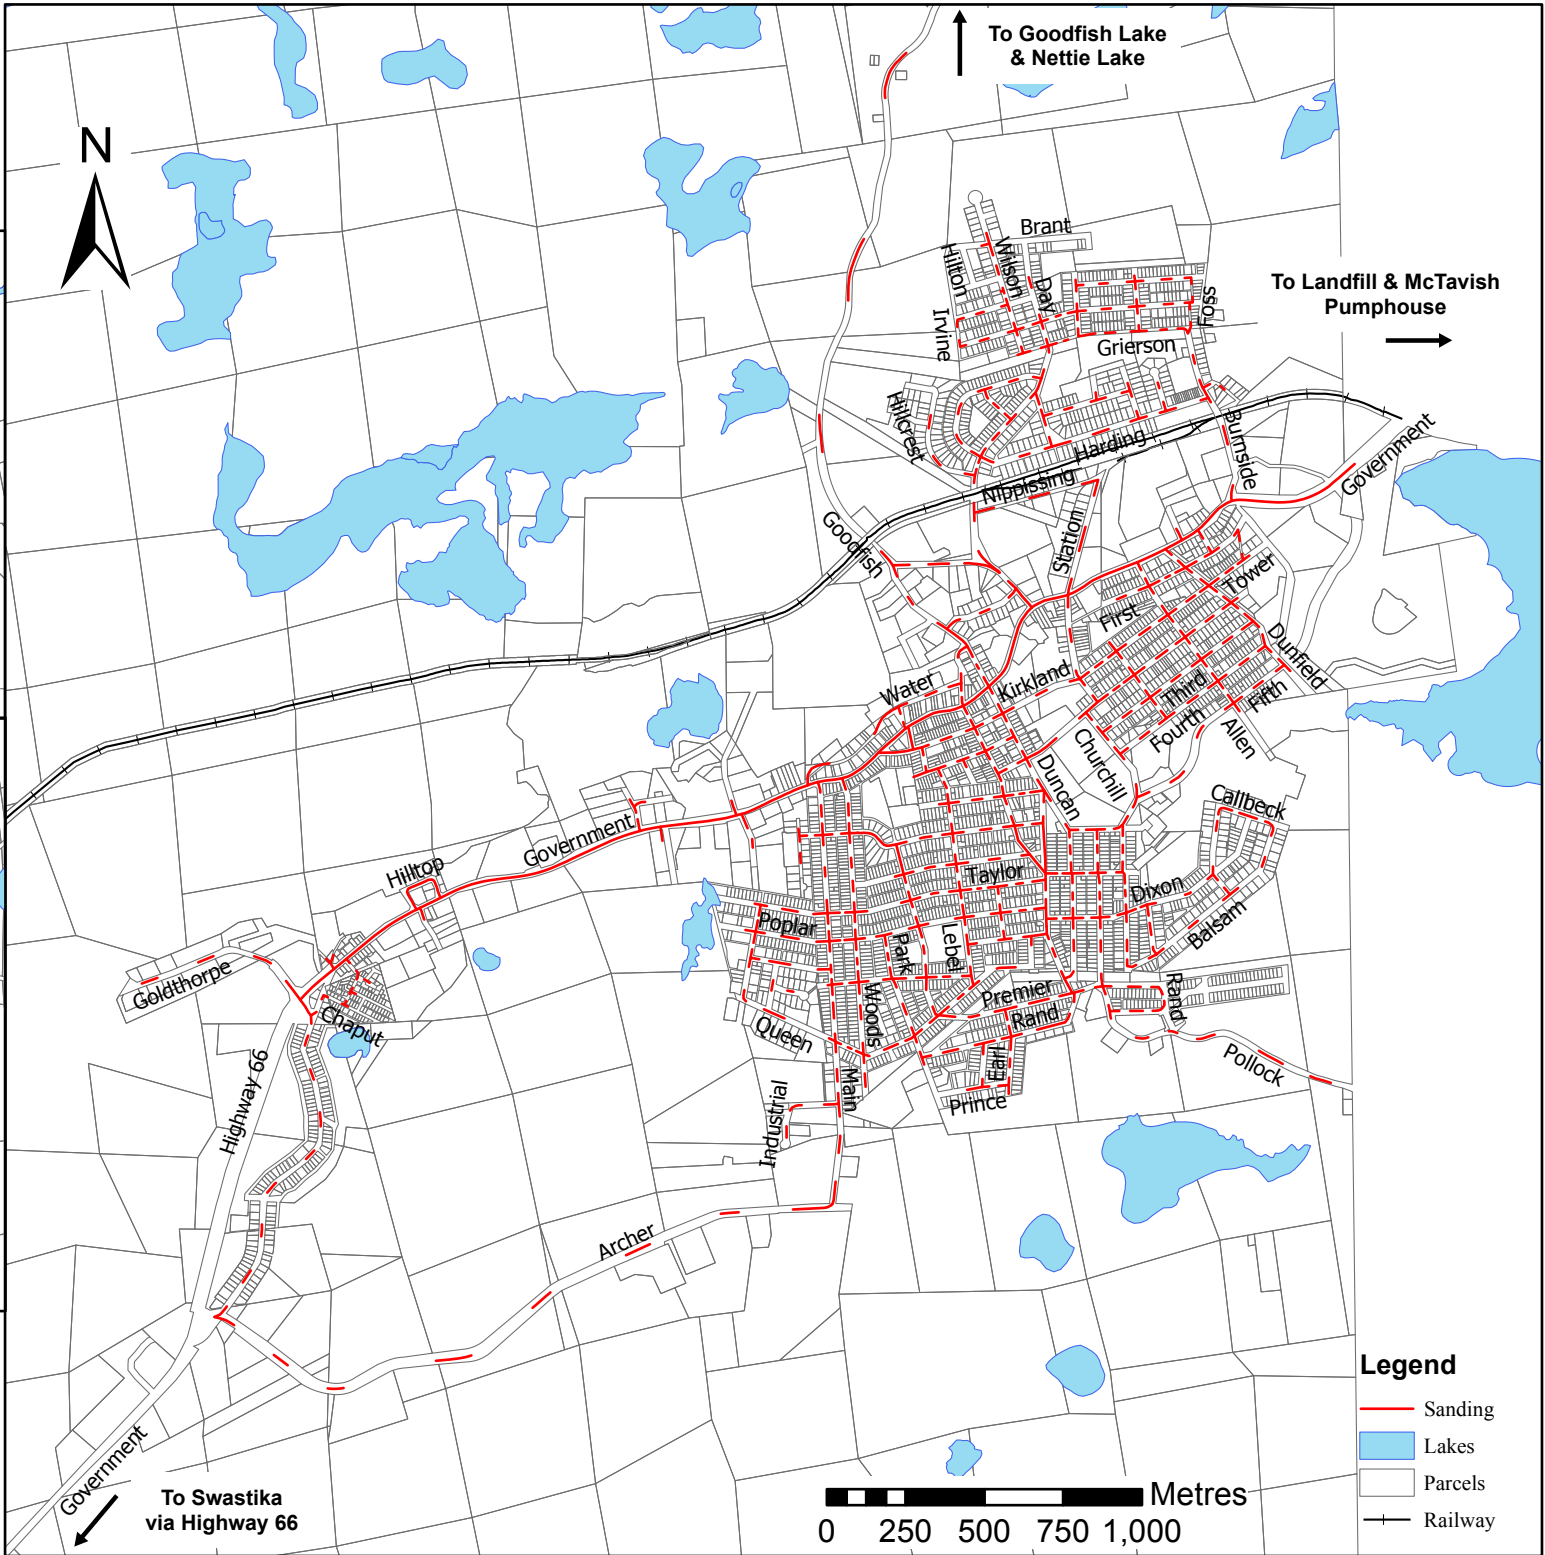 To Goodfish Lake
& Nettie Lake
N
Brant
Wilson
Hilton
Day
To Landfill & McTavish
Pumphouse
Foss
Irvine
Grierson
Hillcrest
Burnside
Harding
Government
Nippissing
Goodfish
Station
Tower
First
Dunfield
Kirkland
Water
Third
Fifth
Fourth
Allen
Churchill
Duncan
Callbeck
Government
Hilltop
Taylor
Dixon
Poplar
Balsam
Park
Lebel
Goldthorpe
Premier
Rand
Rand
Woods
Chaput
Queen
Earl
Pollock
Highway 66
Main
Prince
Industrial
Archer
Government
To Swastika
via Highway 66
Legend
Sanding
Lakes
Parcels
Railway
Metres
0 250 500 750 1,000